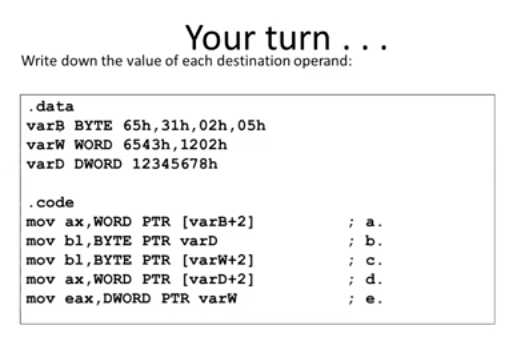 Your turn . . .
Write down the value of each destination operand:
.data
varB BYTE 65h,31h,02h,05h
varW WORD 6543h,1202h
varD DWORD 12345678h
.code
mov ax,WORD PTR [varB+2] ; a.
mov bl,BYTE PTR varD ; b.
mov bl,BYTE PTR [varW+2] ; c.
mov ax,WORD PTR [varD+2] ; d.
mov eax,DWORD PTR varW ; e.